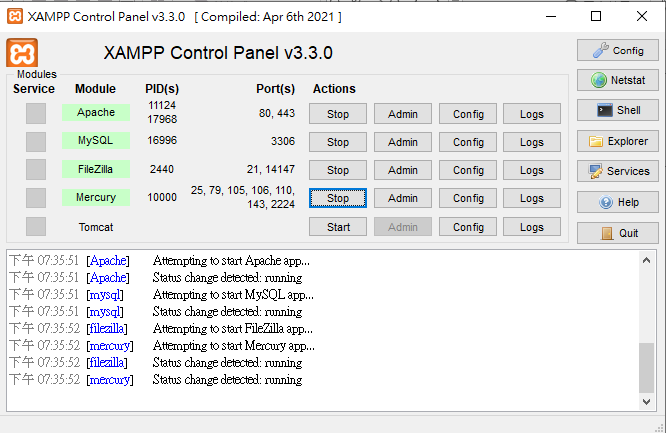 XAMPP Control Panel v3.3.0 [ Compiled: Apr 6th 2021 ]
XAMPP Control Panel v3.3.0
Config
Modules
Service Module PID(s) Port(s) Actions
Netstat
Apache 11124 17968 80, 443 Stop Admin Config Logs
Shell
MySQL 16996 3306 Stop Admin Config Logs
Explorer
FileZilla 2440 21, 14147 Stop Admin Config Logs
Services
Mercury 10000 25, 79, 105, 106, 110, 143, 2224 Stop Admin Config Logs
Help
Tomcat Start Admin Config Logs
Quit
下午 07:35:51 [Apache] Attempting to start Apache app...
下午 07:35:51 [Apache] Status change detected: running
下午 07:35:51 [mysql] Attempting to start MySQL app...
下午 07:35:51 [mysql] Status change detected: running
下午 07:35:52 [filezilla] Attempting to start FileZilla app...
下午 07:35:52 [mercury] Attempting to start Mercury app...
下午 07:35:52 [filezilla] Status change detected: running
下午 07:35:52 [mercury] Status change detected: running